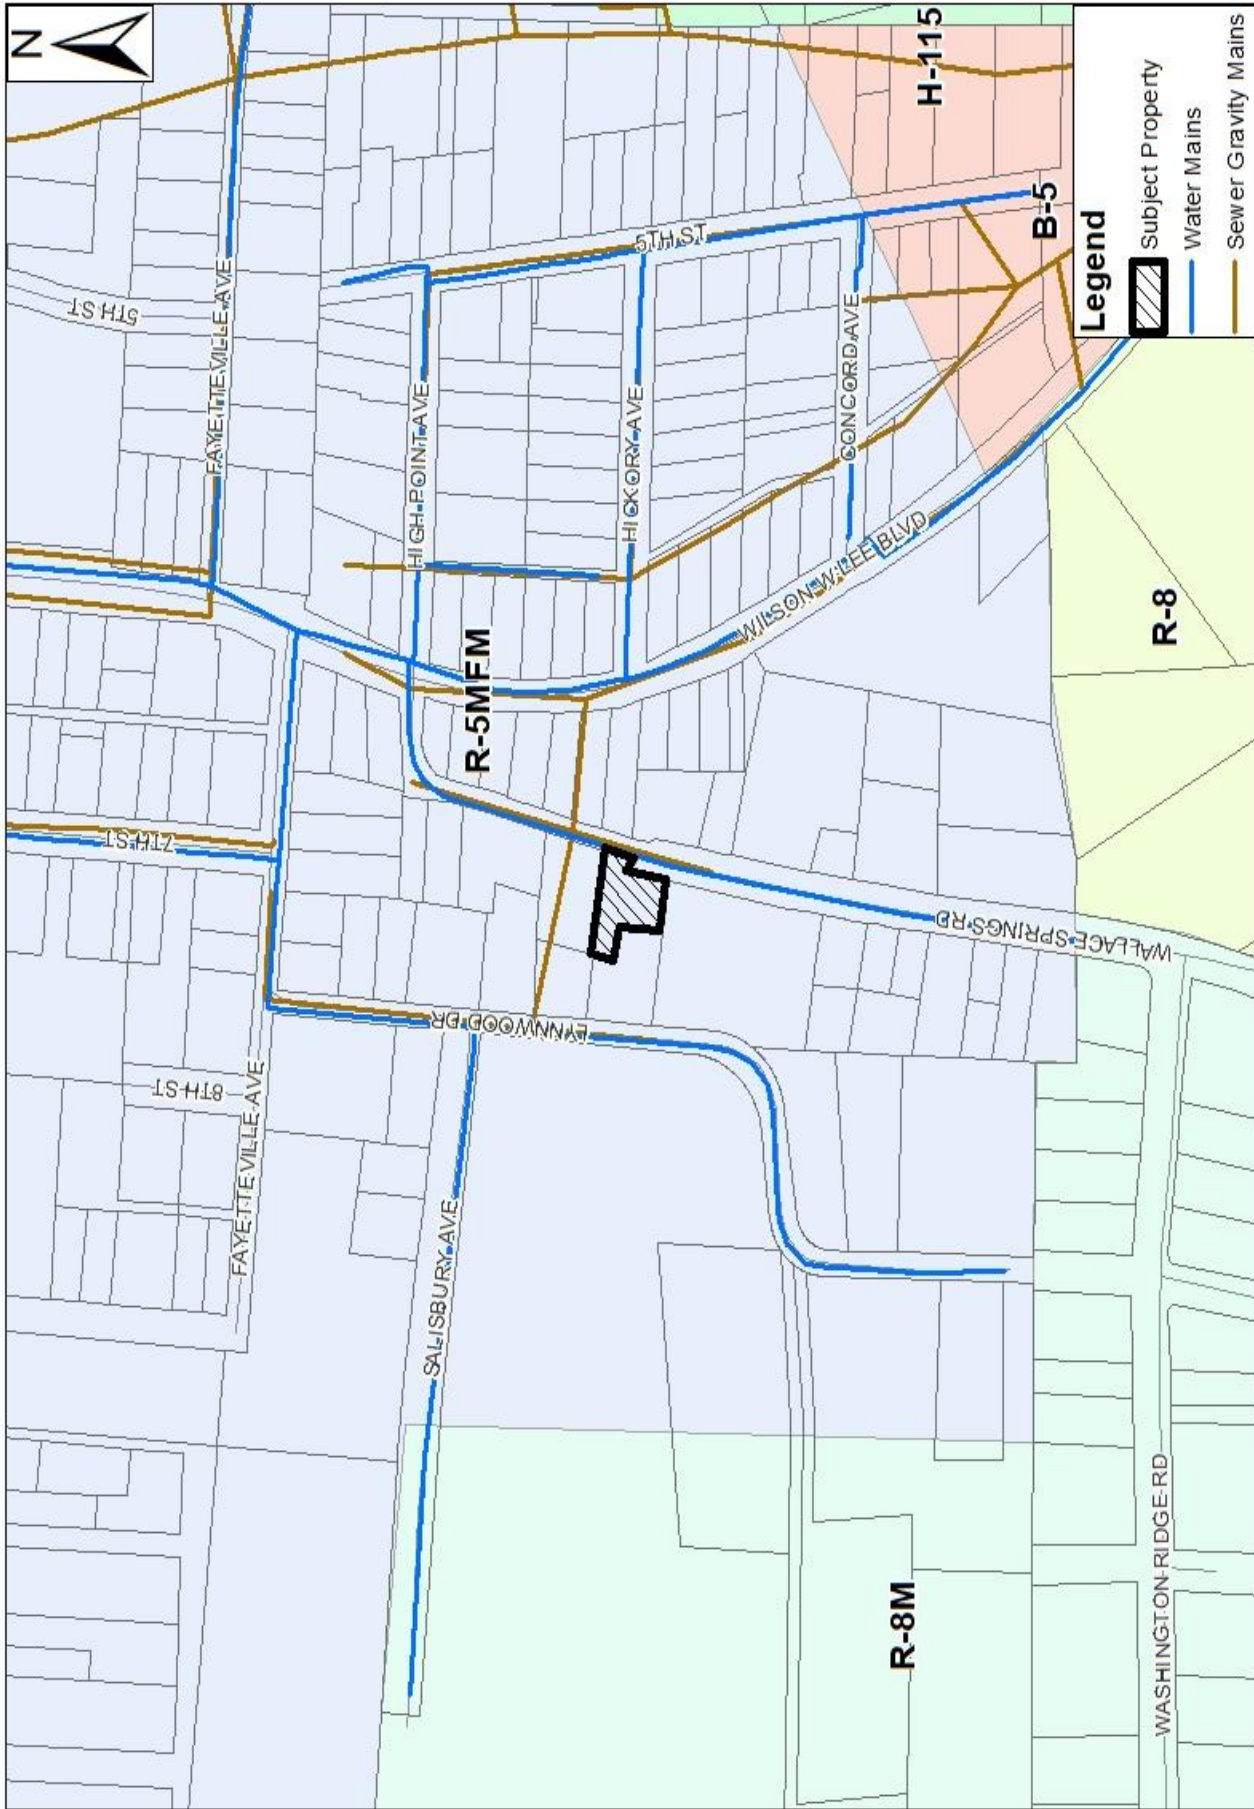 N
5TH ST
FAYETTEVILLE AVE
HIGH POINT AVE
HICKORY AVE
5TH ST
CONCORD AVE
H-115
B-5
WILSON W LEE BLVD
R-5MFM
R-8
7TH ST
8TH ST
FAYETTEVILLE AVE
LYNNWOOD DR
SALISBURY AVE
WALLACE SPRINGS RD
R-8M
WASHINGTON RIDGE RD
Legend
Subject Property
Water Mains
Sewer Gravity Mains